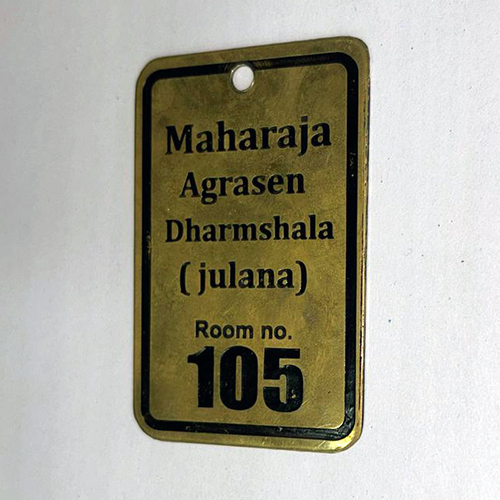 Maharaja
Agrasen
Dharmshala
( julana)
Room no.
105